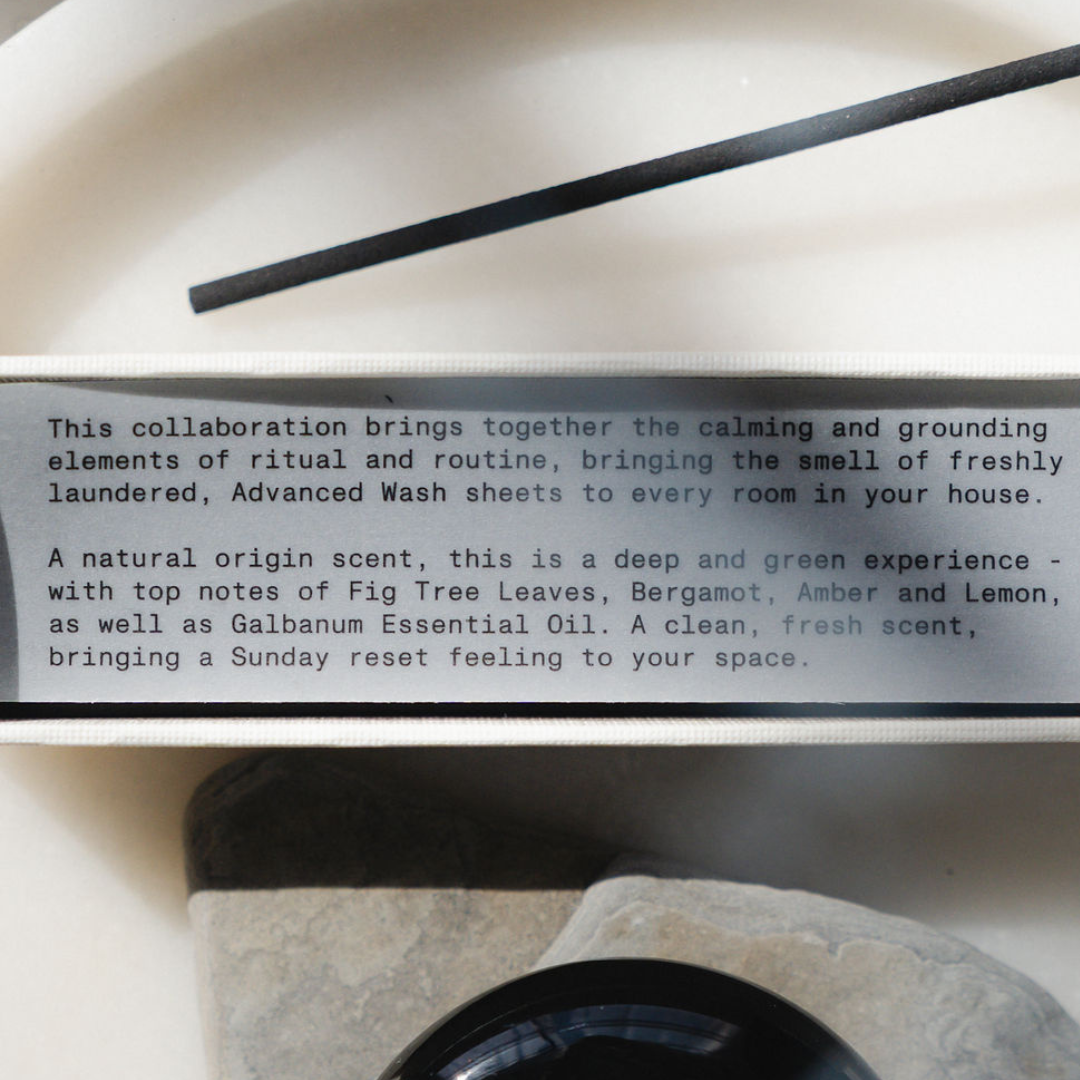 This collaboration brings together the calming and grounding
elements of ritual and routine, bringing the smell of freshly
laundered, Advanced Wash sheets to every room in your house.
A natural origin scent, this is a deep and green experience -
with top notes of Fig Tree Leaves, Bergamot, Amber and Lemon,
as well as Galbanum Essential Oil. A clean, fresh scent,
bringing a Sunday reset feeling to your space.